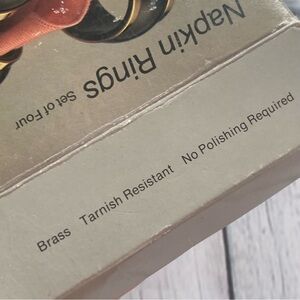 Napkin Rings Set of Four
Brass Tarnish Resistant No Polishing Required